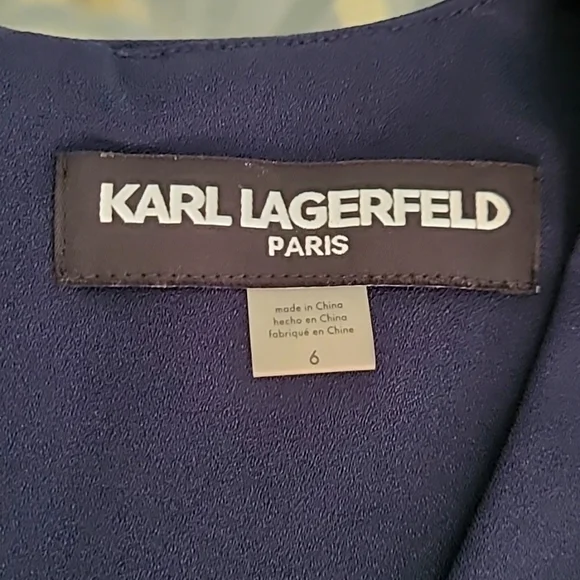 KARL LAGERFELD
PARIS
made in China
hecho en China
fabriqué en Chine
6